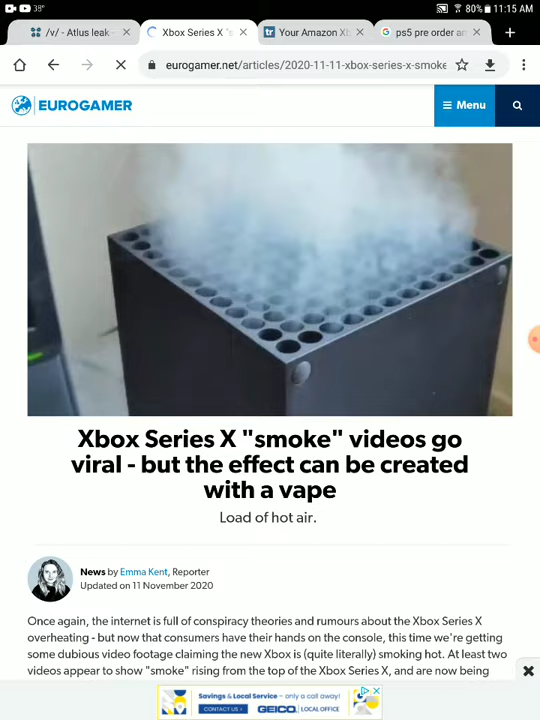 38° 80% 11:15 AM
/v/ - Atlus leak - Xbox Series X "s Your Amazon Xb ps5 pre order an
eurogamer.net/articles/2020-11-11-xbox-series-x-smoke
EUROGAMER Menu
Xbox Series X "smoke" videos go
viral - but the effect can be created
with a vape
Load of hot air.
News by Emma Kent, Reporter
Updated on 11 November 2020
Once again, the internet is full of conspiracy theories and rumours about the Xbox Series X
overheating - but now that consumers have their hands on the console, this time we're getting
some dubious video footage claiming the new Xbox is (quite literally) smoking hot. At least two
videos appear to show "smoke" rising from the top of the Xbox Series X, and are now being
Savings & Local Service – only a call away!
CONTACT US GEICO LOCAL OFFICE